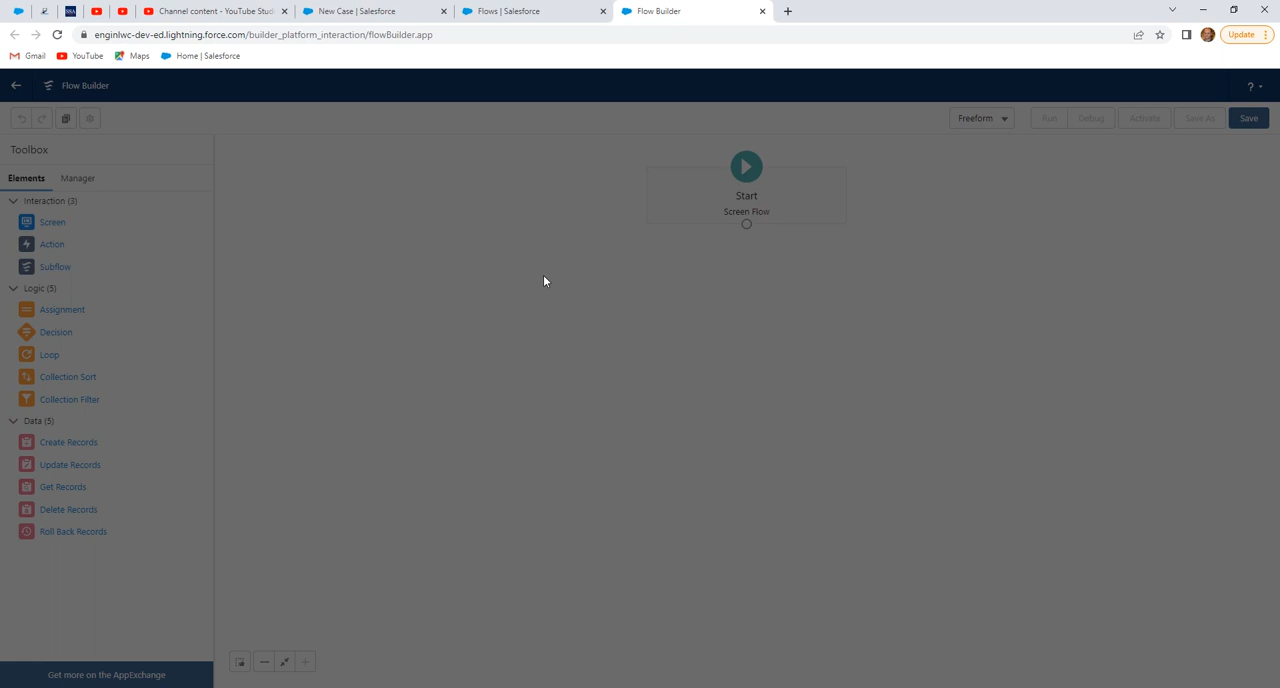 SSA
Channel content - YouTube Stud
New Case | Salesforce
Flows | Salesforce
Flow Builder
enginlwc-dev-ed.lightning.force.com/builder_platform_interaction/flowBuilder.app
Update
Gmail
YouTube
Maps
Home | Salesforce
Flow Builder
?
Freeform
Run
Debug
Activate
Save As
Save
Toolbox
Elements
Manager
Interaction (3)
Screen
Action
Subflow
Logic (5)
Assignment
Decision
Loop
Collection Sort
Collection Filter
Data (5)
Create Records
Update Records
Get Records
Delete Records
Roll Back Records
Get more on the AppExchange
Start
Screen Flow